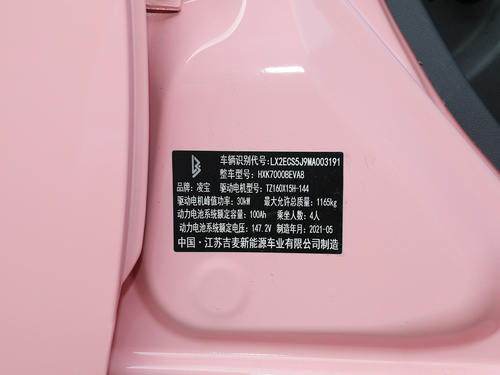 车辆识别代号:LX2ECS5J9MA003191
整车型号:HXK7000BEVA8
品牌:凌宝 驱动电机型号:TZ160X15H-144
驱动电机峰值功率:30kW 最大允许总质量:1165kg
动力电池系统额定容量:100Ah 乘坐人数:4人
动力电池系统额定电压:147.2V 制造年月:2021-05
中国·江苏吉麦新能源车业有限公司制造